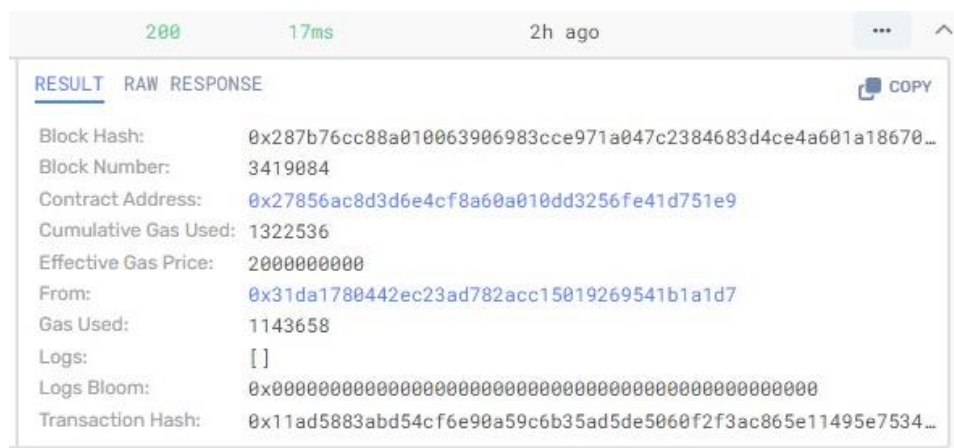 200 17ms 2h ago ...
RESULT RAW RESPONSE COPY
Block Hash: 0x287b76cc88a010063906983cce971a047c2384683d4ce4a601a18670…
Block Number: 3419084
Contract Address: 0x27856ac8d3d6e4cf8a60a010dd3256fe41d751e9
Cumulative Gas Used: 1322536
Effective Gas Price: 2000000000
From: 0x31da1780442ec23ad782acc15019269541b1a1d7
Gas Used: 1143658
Logs: []
Logs Bloom: 0x00000000000000000000000000000000000000000000000000
Transaction Hash: 0x11ad5883abd54cf6e90a59c6b35ad5de5060f2f3ac865e11495e7534…